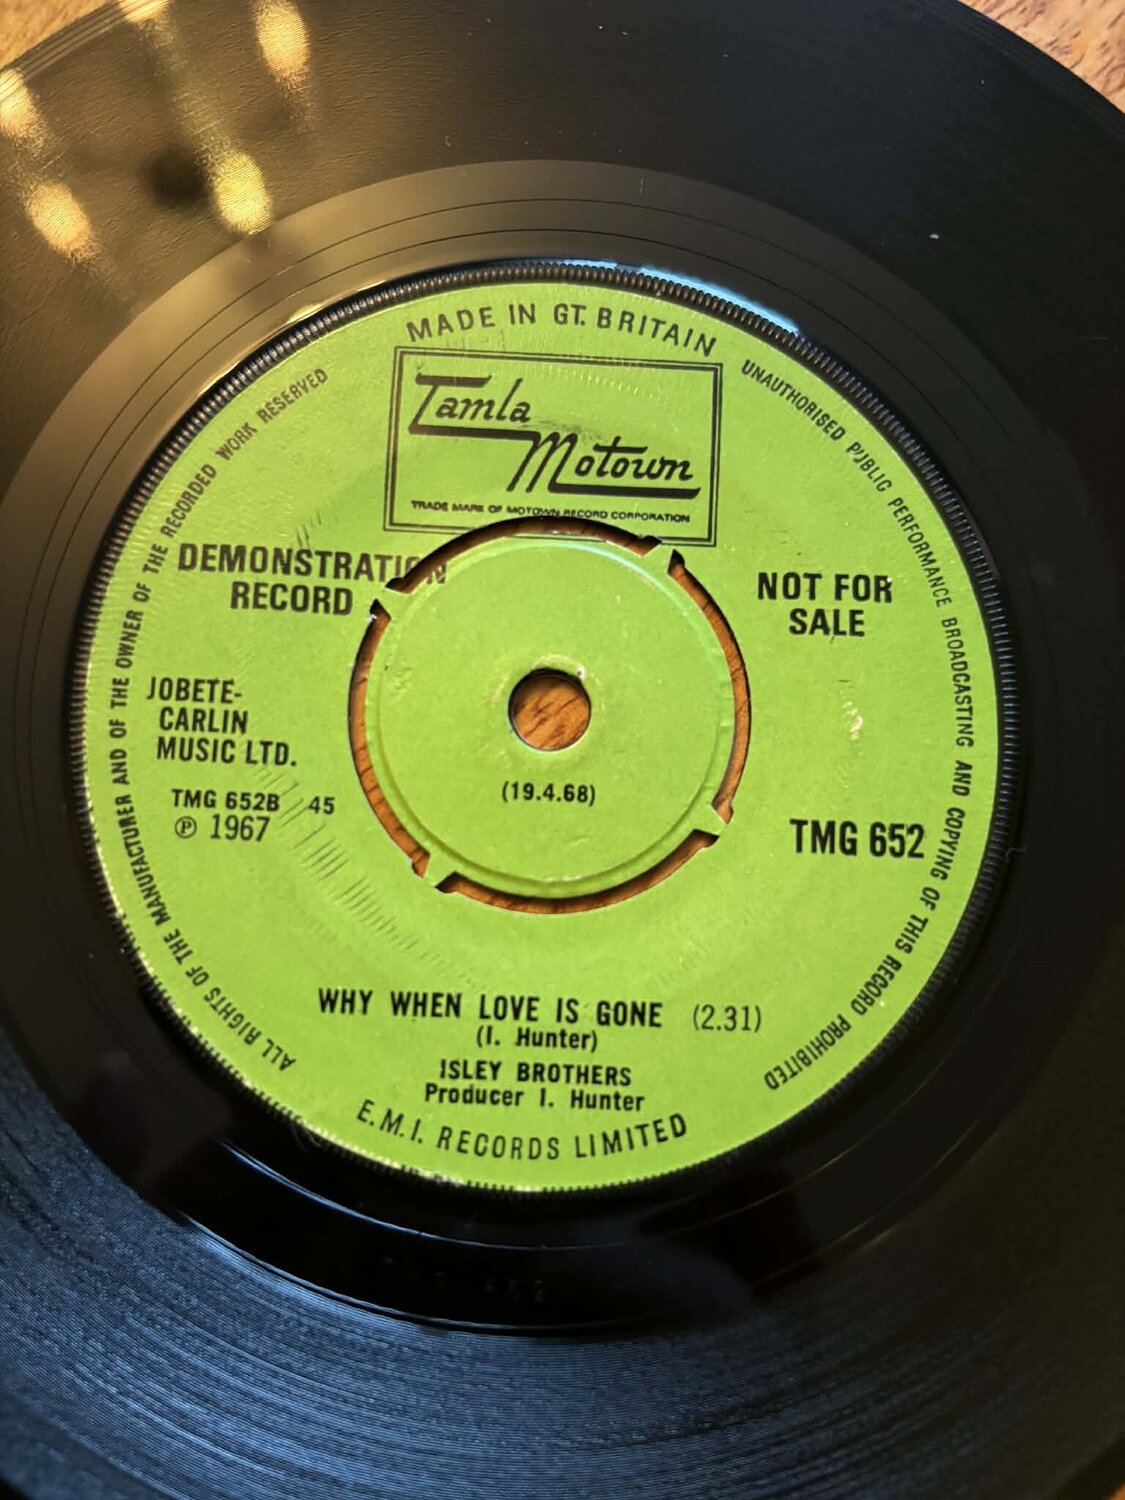 MADE IN GT. BRITAIN
Tamla
Motown
TRADE MARK OF MOTOWN RECORD CORPORATION
DEMONSTRATION
RECORD
NOT FOR
SALE
JOBETE-
CARLIN
MUSIC LTD.
TMG 652B 45
℗ 1967
(19.4.68)
TMG 652
WHY WHEN LOVE IS GONE (2.31)
(I. Hunter)
ISLEY BROTHERS
Producer I. Hunter
E.M.I. RECORDS LIMITED
ALL RIGHTS OF THE MANUFACTURER AND OF THE OWNER OF THE RECORDED WORK RESERVED
UNAUTHORISED PUBLIC PERFORMANCE BROADCASTING AND COPYING OF THIS RECORD PROHIBITED